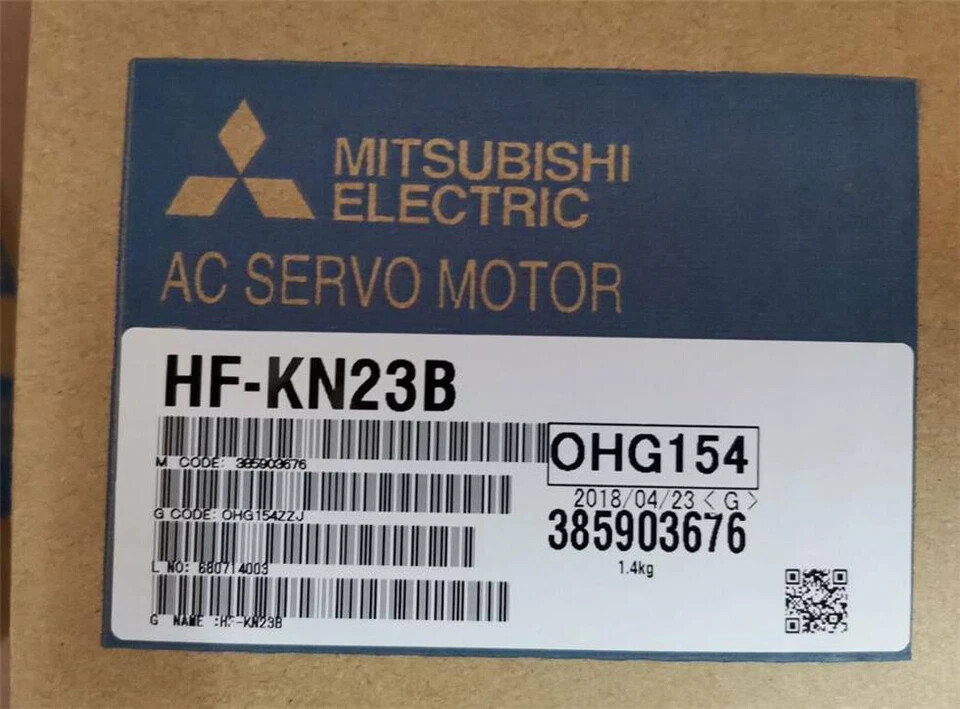 MITSUBISHI
ELECTRIC
AC SERVO MOTOR
HF-KN23B
M CODE: 385903676
OHG154
G CODE: OHG154ZZJ
2018/04/23 < G >
385903676
L NO: 680714003
1.4kg
G NAME :HF-KN23B